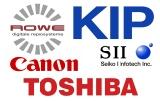 ROWE
digitale reprosysteme
KIP
SII
Seiko I Infotech Inc.
Canon
TOSHIBA